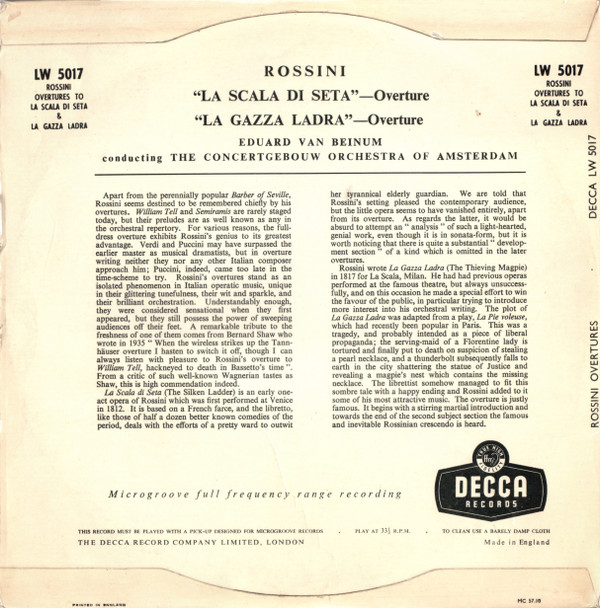 LW 5017
ROSSINI
OVERTURES TO
LA SCALA DI SETA
&
LA GAZZA LADRA
ROSSINI
"LA SCALA DI SETA"—Overture
"LA GAZZA LADRA"—Overture
EDUARD VAN BEINUM
conducting THE CONCERTGEBOUW ORCHESTRA OF AMSTERDAM
LW 5017
ROSSINI
OVERTURES TO
LA SCALA DI SETA
&
LA GAZZA LADRA
Apart from the perennially popular Barber of Seville,
Rossini seems destined to be remembered chiefly by his
overtures. William Tell and Semiramis are rarely staged
today, but their preludes are as well known as any in
the orchestral repertory. For various reasons, the full-
dress overture exhibits Rossini's genius to its greatest
advantage. Verdi and Puccini may have surpassed the
earlier master as musical dramatists, but in overture
writing neither they nor any other Italian composer
approach him; Puccini, indeed, came too late in the
time-scheme to try. Rossini's overtures stand as an
isolated phenomenon in Italian operatic music, unique
in their glittering tunefulness, their wit and sparkle, and
their brilliant orchestration. Understandably enough,
they were considered sensational when they first
appeared, but they still possess the power of sweeping
audiences off their feet. A remarkable tribute to the
freshness of one of them comes from Bernard Shaw who
wrote in 1935 " When the wireless strikes up the Tann-
häuser overture I hasten to switch it off, though I can
always listen with pleasure to Rossini's overture to
William Tell, hackneyed to death in Bassetto's time ".
From a critic of such well-known Wagnerian tastes as
Shaw, this is high commendation indeed.
La Scala di Seta (The Silken Ladder) is an early one-
act opera of Rossini which was first performed at Venice
in 1812. It is based on a French farce, and the libretto,
like those of half a dozen better known comedies of the
period, deals with the efforts of a pretty ward to outwit
her tyrannical elderly guardian. We are told that
Rossini's setting pleased the contemporary audience,
but the little opera seems to have vanished entirely, apart
from its overture. As regards the latter, it would be
absurd to attempt an " analysis " of such a light-hearted,
genial work, even though it is in sonata-form, but it is
worth noticing that there is quite a substantial " develop-
ment section " of a kind which is omitted in the later
overtures.
Rossini wrote La Gazza Ladra (The Thieving Magpie)
in 1817 for La Scala, Milan. He had had previous operas
performed at the famous theatre, but always unsuccess-
fully, and on this occasion he made a special effort to win
the favour of the public, in particular trying to introduce
more interest into his orchestral writing. The plot of
La Gazza Ladra was adapted from a play, La Pie voleuse,
which had recently been popular in Paris. This was a
tragedy, and probably intended as a piece of liberal
propaganda; the serving-maid of a Florentine lady is
tortured and finally put to death on suspicion of stealing
a pearl necklace, and a thunderbolt subsequently falls to
earth in the city shattering the statue of Justice and
revealing a magpie's nest which contains the missing
necklace. The librettist somehow managed to fit this
sombre tale with a happy ending and Rossini added to it
some of his most attractive music. The overture is justly
famous. It begins with a stirring martial introduction and
towards the end of the second subject section the famous
and inevitable Rossinian crescendo is heard.
DECCA LW 5017
ROSSINI OVERTURES
Microgroove full frequency range recording
ffrr
DECCA
RECORDS
THIS RECORD MUST BE PLAYED WITH A PICK-UP DESIGNED FOR MICROGROOVE RECORDS . PLAY AT 33⅓ R.P.M. . TO CLEAN USE A BARELY DAMP CLOTH
THE DECCA RECORD COMPANY LIMITED, LONDON
Made in England
PRINTED IN ENGLAND